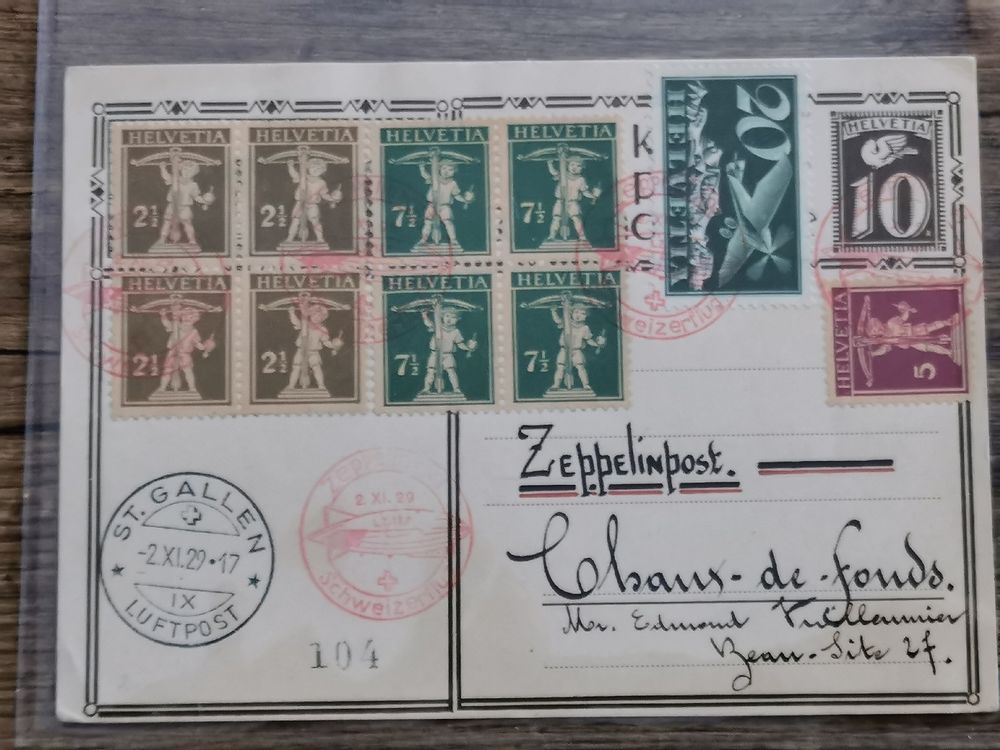 HELVETIA HELVETIA HELVETIA HELVETIA
2½ 2½ 7½ 7½
HELVETIA HELVETIA HELVETIA HELVETIA
2½ 2½ 7½ 7½
K
P
20
HELVETIA
HELVETIA
10
HELVETIA
5
Schweizerflug
Zeppelinpost.
Chaux-de-fonds.
Mr. Edmond Vuilleumier
Beau-Site 27.
ST. GALLEN
-2.XI.29.-17
IX
LUFTPOST
2.XI.29
Schweizerflug
104